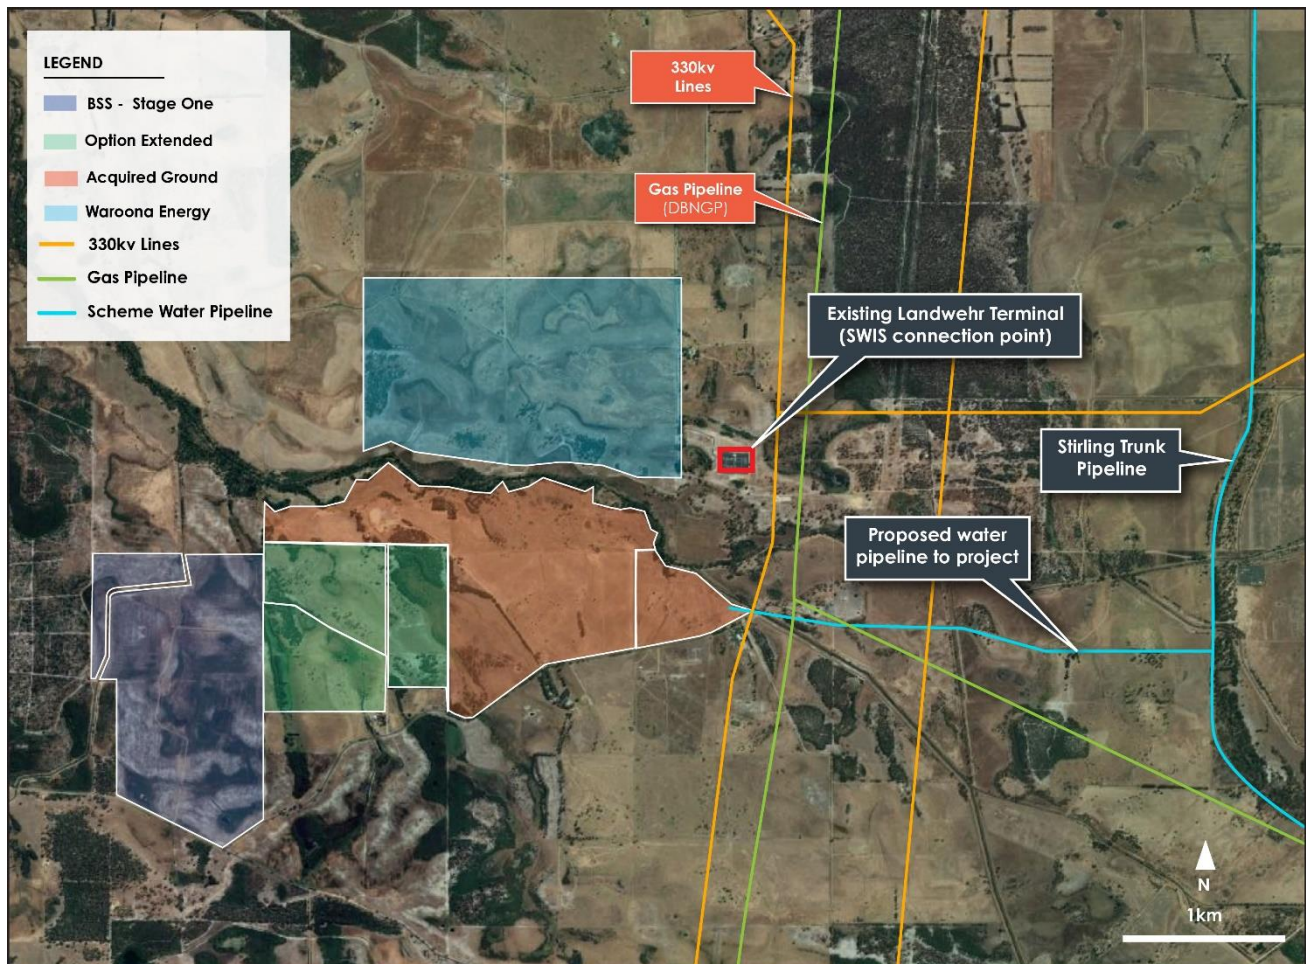 LEGEND
BSS - Stage One
Option Extended
Acquired Ground
Waroona Energy
330kv Lines
Gas Pipeline
Scheme Water Pipeline
330kv
Lines
Gas Pipeline
(DBNGP)
Existing Landwehr Terminal
(SWIS connection point)
Stirling Trunk
Pipeline
Proposed water
pipeline to project
N
1km